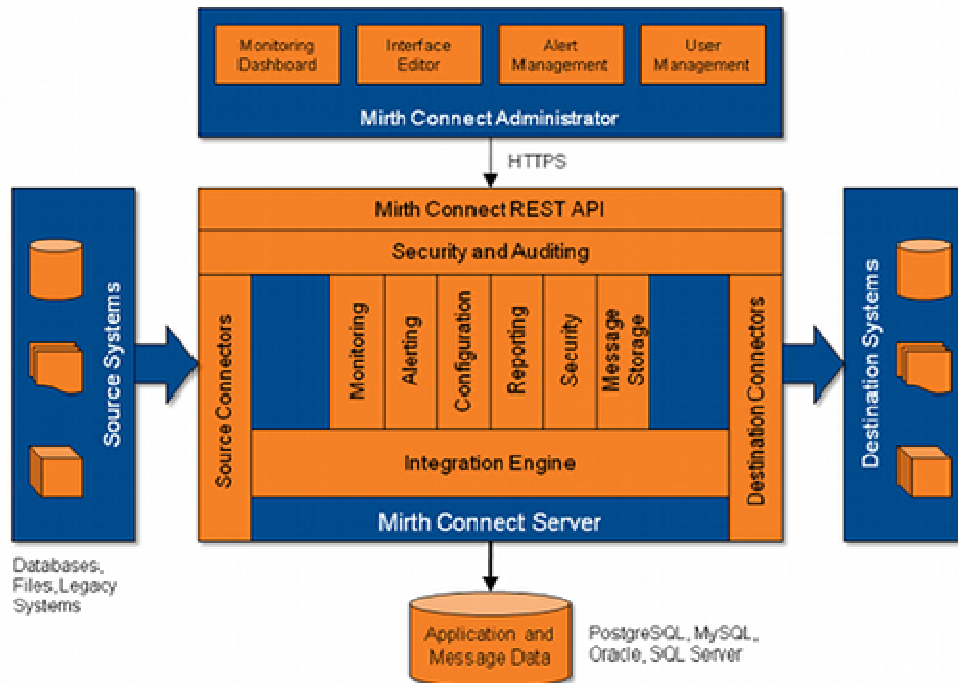 Monitoring
Dashboard
Interface
Editor
Alert
Management
User
Management
Mirth Connect Administrator
HTTPS
Mirth Connect REST API
Security and Auditing
Source Systems
Source Connectors
Monitoring
Alerting
Configuration
Reporting
Security
Message
Storage
Destination Connectors
Destination Systems
Integration Engine
Mirth Connect Server
Databases,
Files, Legacy
Systems
Application and
Message Data
PostgreSQL, MySQL,
Oracle, SQL Server